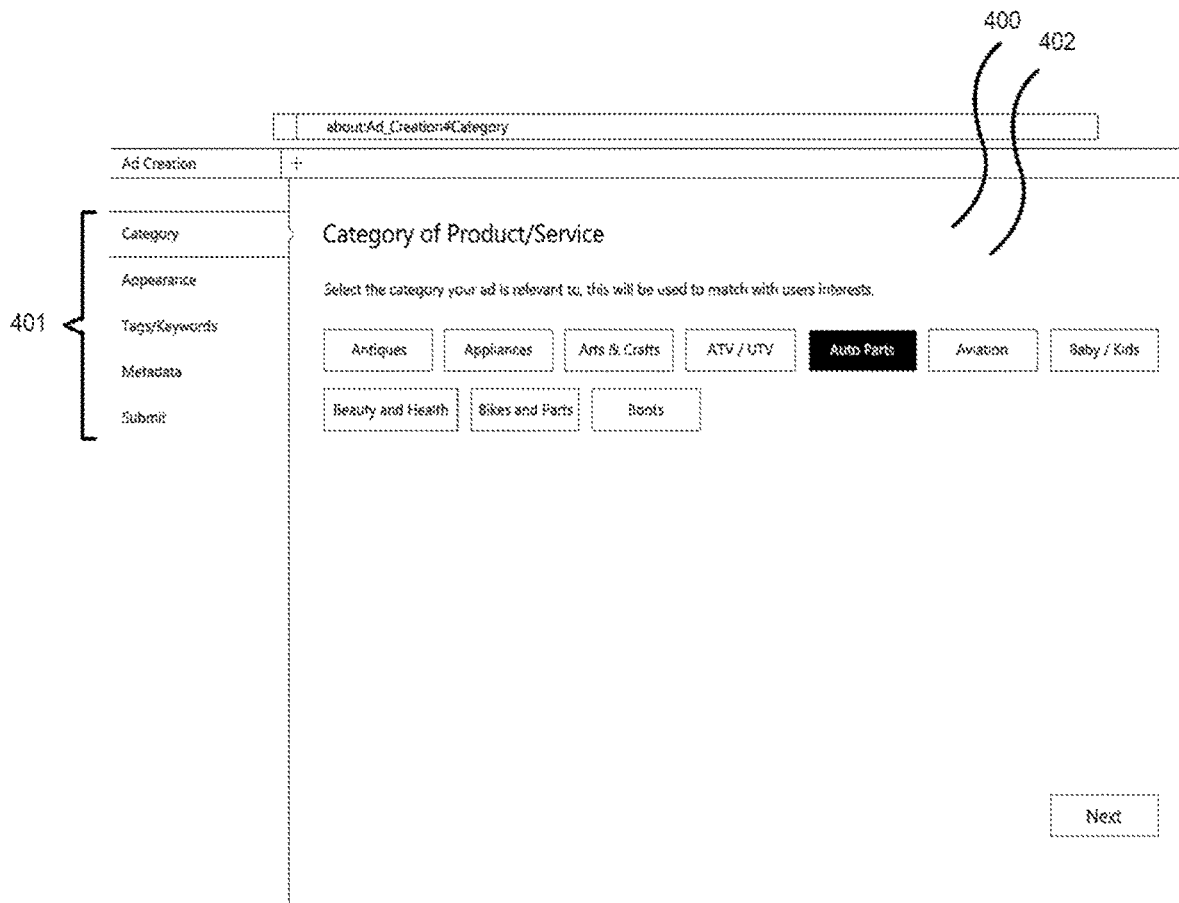 400
402
about:Ad_Creation#Category
Ad Creation +
Category
Appearance
Tags/Keywords
Metadata
Submit
401
Category of Product/Service
Select the category your ad is relevant to, this will be used to match with users interests.
Antiques Appliances Arts & Crafts ATV / UTV Auto Parts Aviation Baby / Kids
Beauty and Health Bikes and Parts Boats
Next